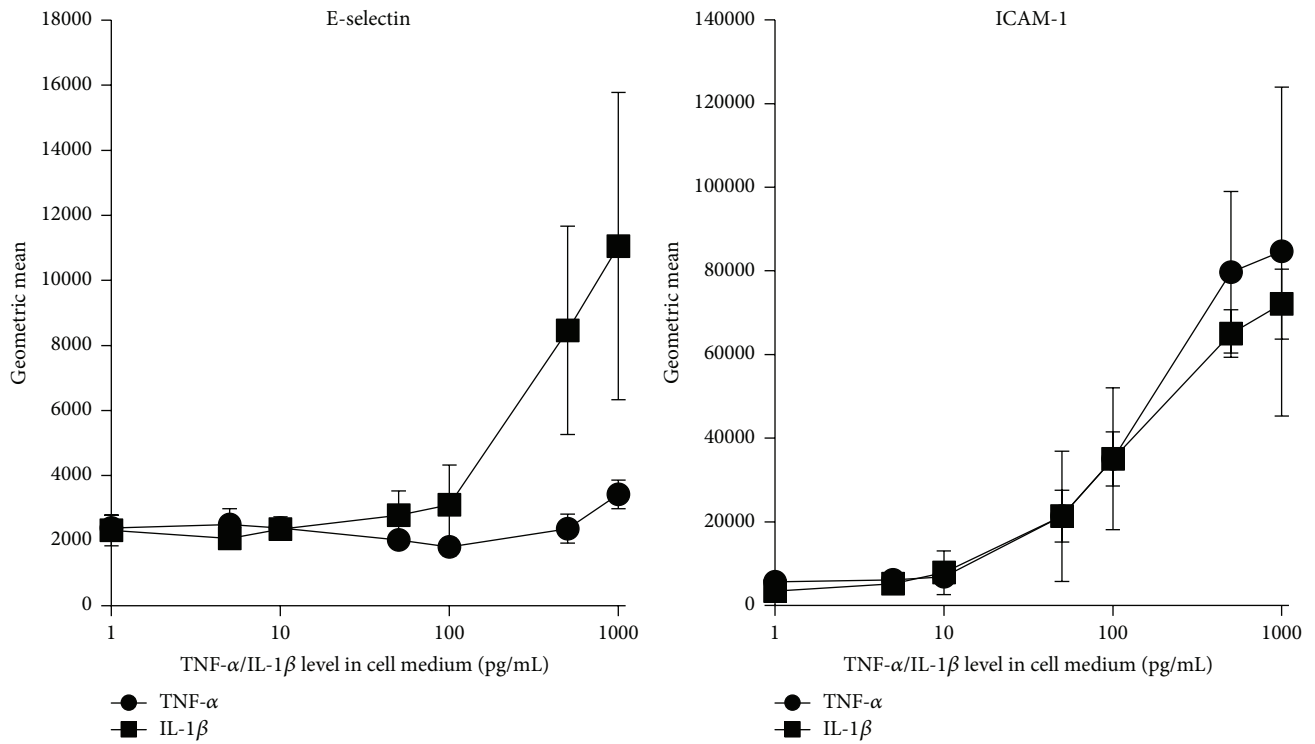 E-selectin
18000
16000
14000
12000
10000
8000
6000
4000
2000
0
Geometric mean
1 10 100 1000
TNF-α/IL-1β level in cell medium (pg/mL)
TNF-α
IL-1β
ICAM-1
140000
120000
100000
80000
60000
40000
20000
0
Geometric mean
1 10 100 1000
TNF-α/IL-1β level in cell medium (pg/mL)
TNF-α
IL-1β